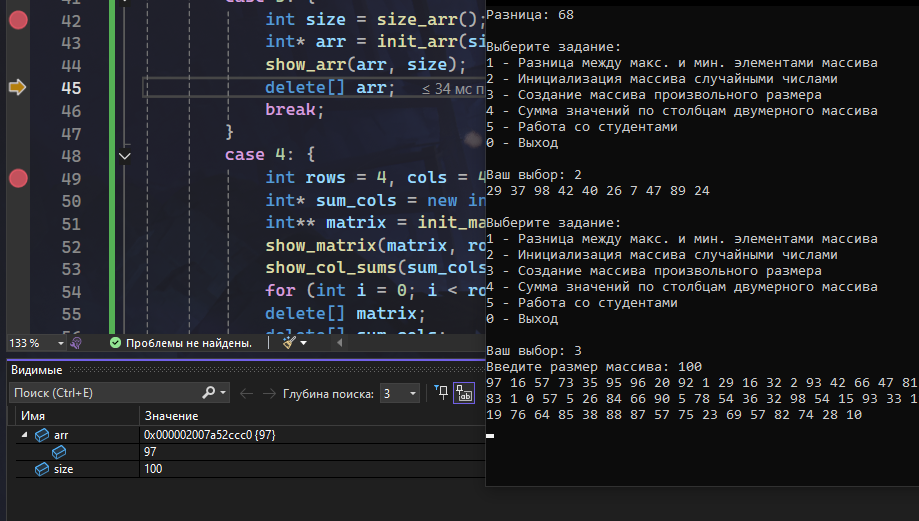 42 int size = size_arr();
43 int* arr = init_arr(si
44 show_arr(arr, size);
45 delete[] arr; ≤ 34 мс п
46 break;
47 }
48 case 4: {
49 int rows = 4, cols = 4
50 int* sum_cols = new in
51 int** matrix = init_ma
52 show_matrix(matrix, ro
53 show_col_sums(sum_cols
54 for (int i = 0; i < ro
55 delete[] matrix;
delete[] sum_cols;
133 %
Проблемы не найдены.
Видимые
Поиск (Ctrl+E)
Глубина поиска: 3
Имя Значение
arr 0x000002007a52ccc0 {97}
97
size 100
Разница: 68
Выберите задание:
1 - Разница между макс. и мин. элементами массива
2 - Инициализация массива случайными числами
3 - Создание массива произвольного размера
4 - Сумма значений по столбцам двумерного массива
5 - Работа со студентами
0 - Выход
Ваш выбор: 2
29 37 98 42 40 26 7 47 89 24
Выберите задание:
1 - Разница между макс. и мин. элементами массива
2 - Инициализация массива случайными числами
3 - Создание массива произвольного размера
4 - Сумма значений по столбцам двумерного массива
5 - Работа со студентами
0 - Выход
Ваш выбор: 3
Введите размер массива: 100
97 16 57 73 35 95 96 20 92 1 29 16 32 2 93 42 66 47 81
83 1 0 57 5 26 84 66 90 5 78 54 36 32 98 54 15 93 33 1
19 76 64 85 38 88 87 57 75 23 69 57 82 74 28 10